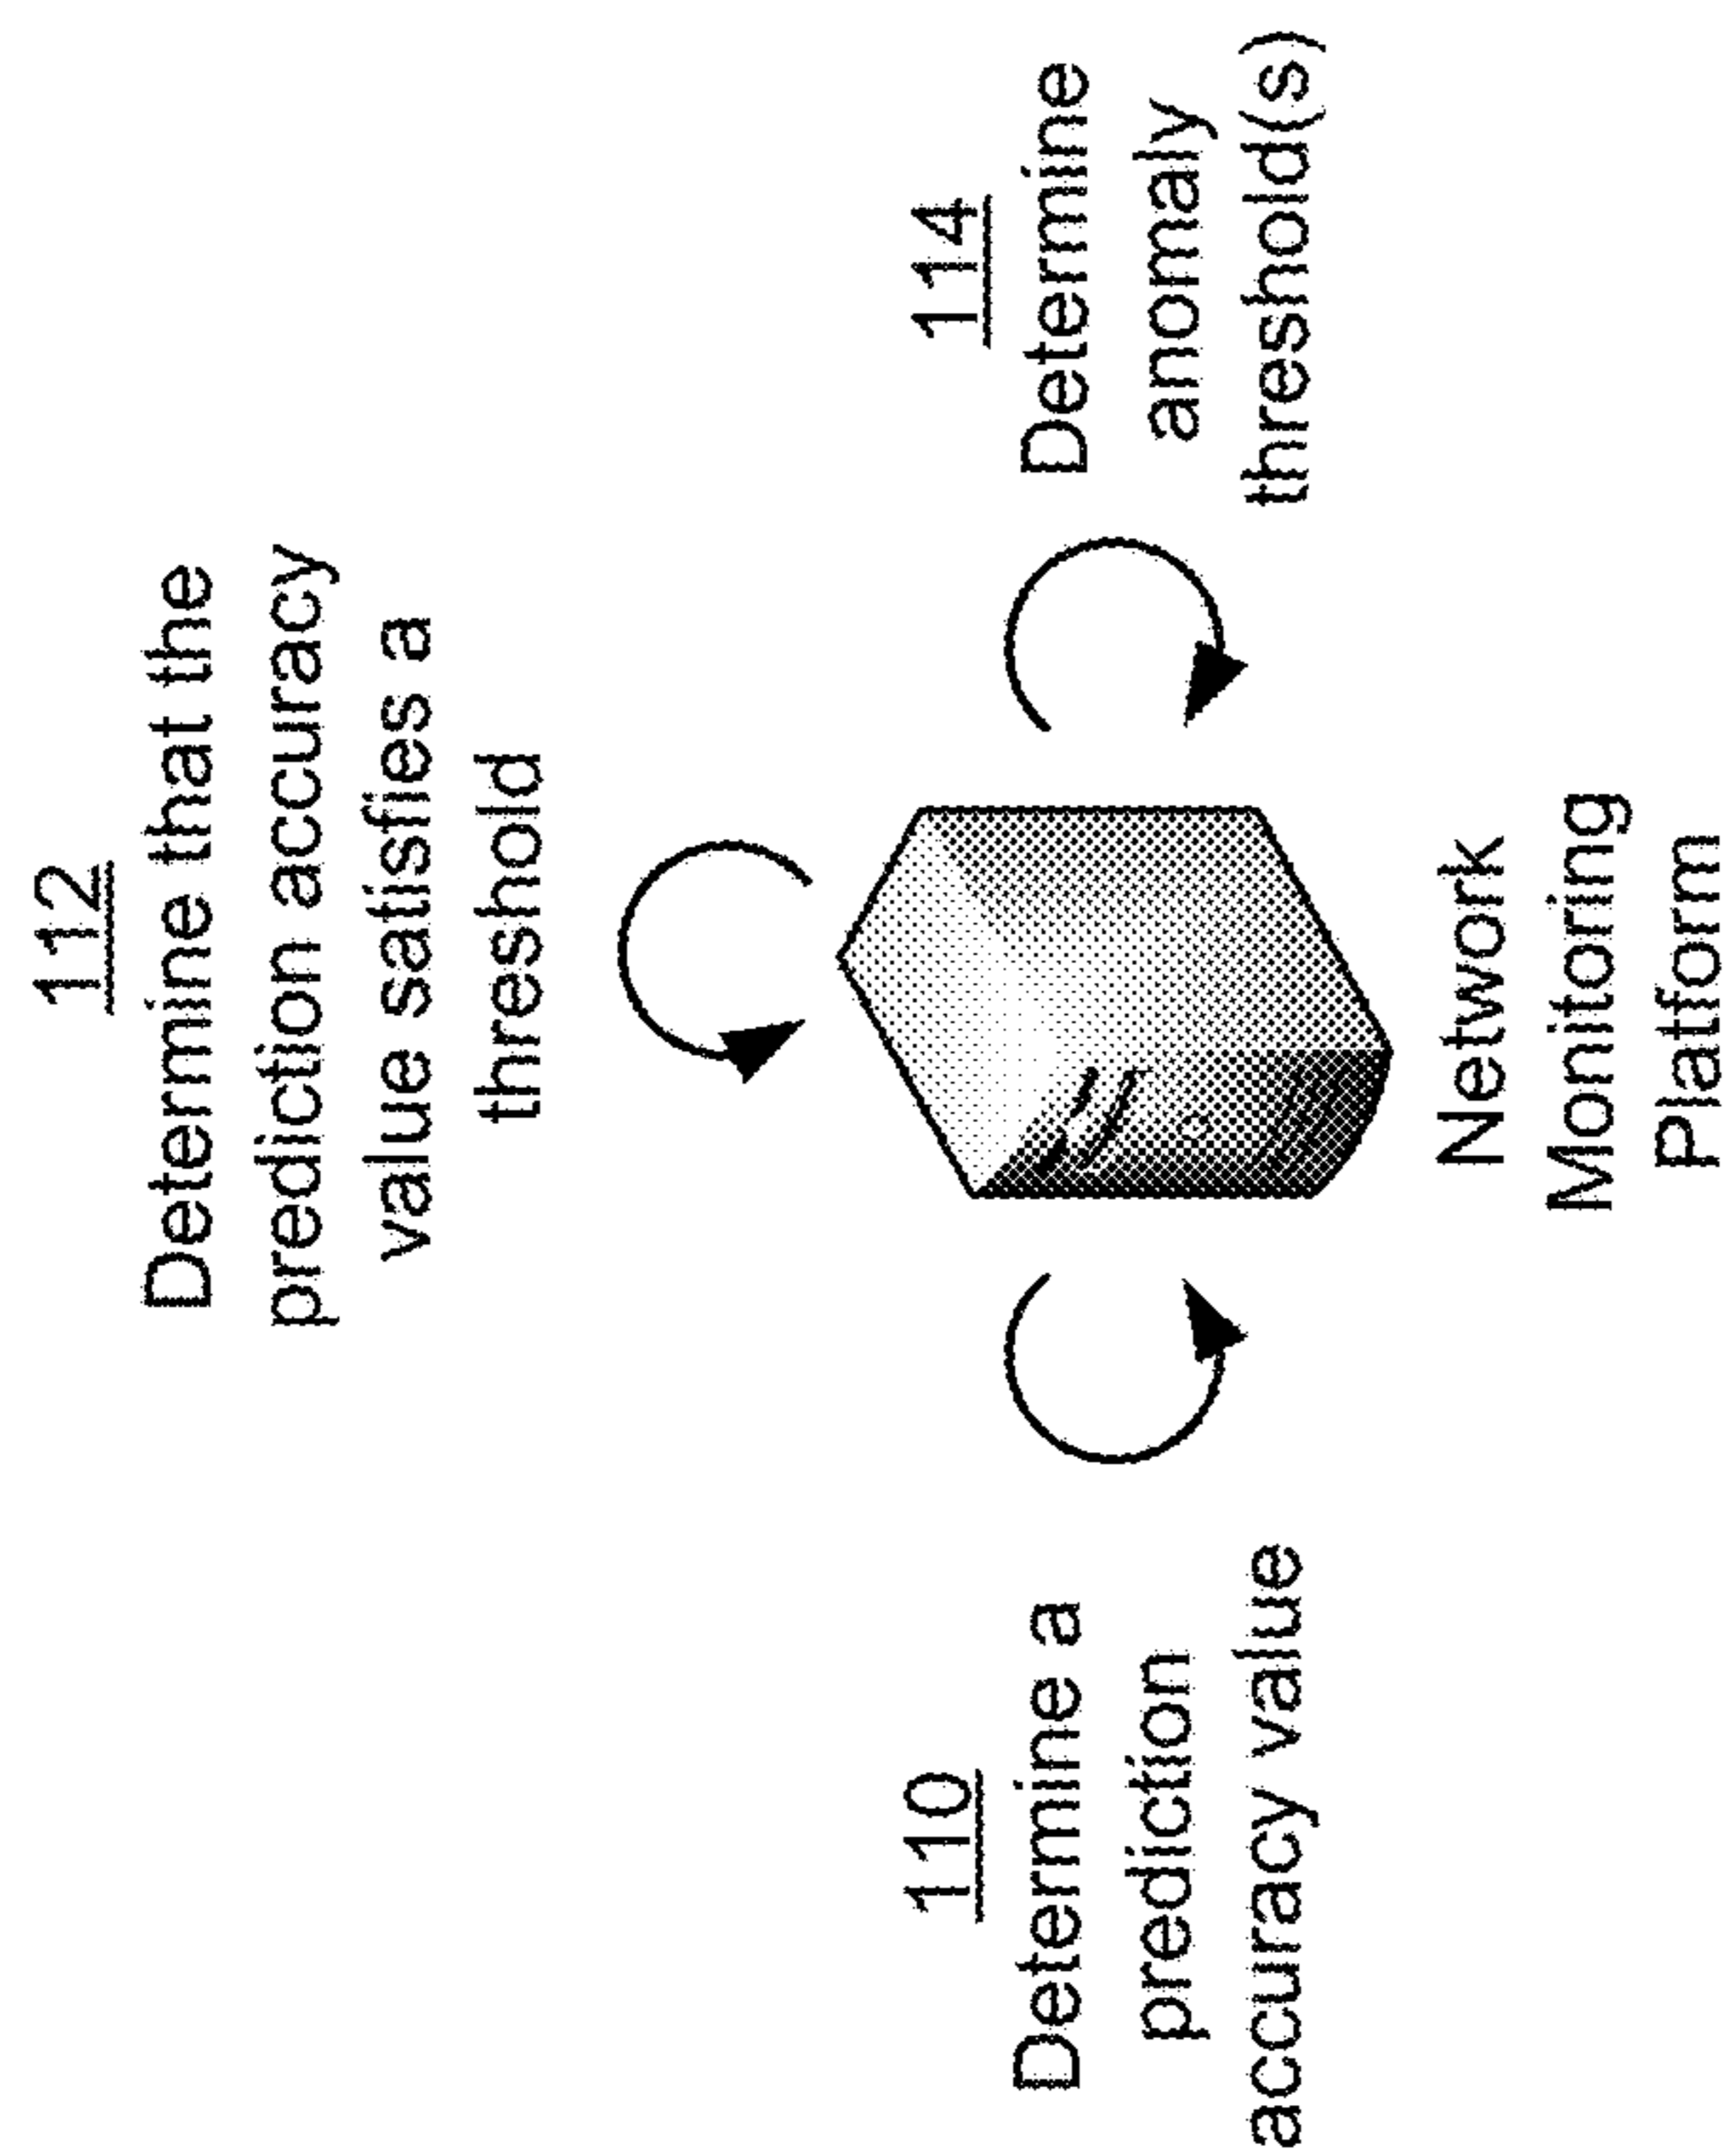 110
Determine a
prediction
accuracy value
112
Determine that the
prediction accuracy
value satisfies a
threshold
114
Determine
anomaly
threshold(s)
Network
Monitoring
Platform